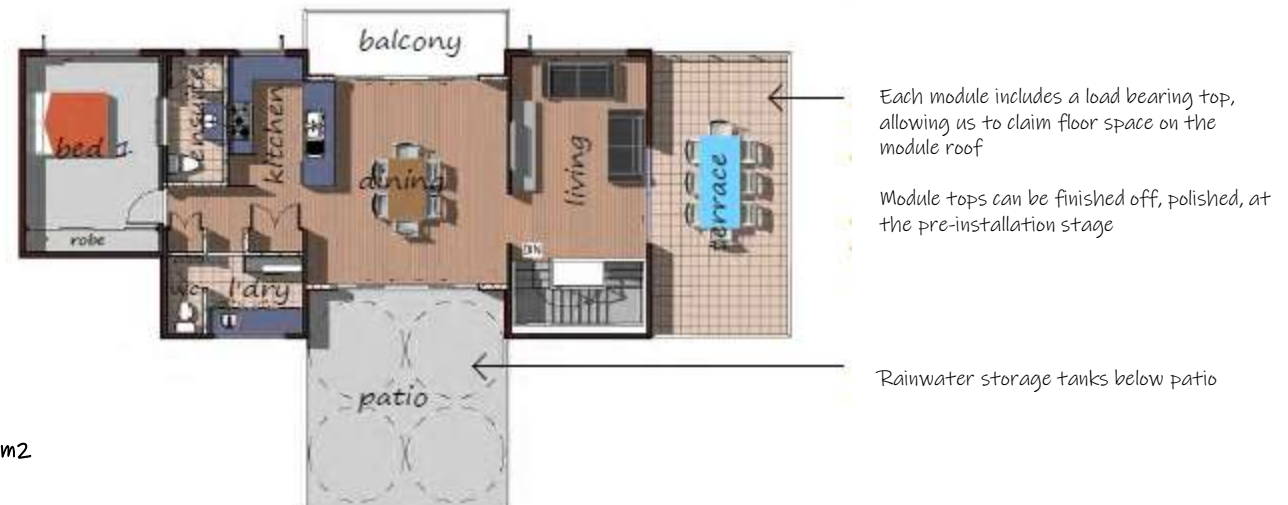 balcony
ensuite
kitchen
bed 1
dining
living
terrace
robe
DN
wc
l'dry
patio
Each module includes a load bearing top,
allowing us to claim floor space on the
module roof
Module tops can be finished off, polished, at
the pre-installation stage
Rainwater storage tanks below patio
m2